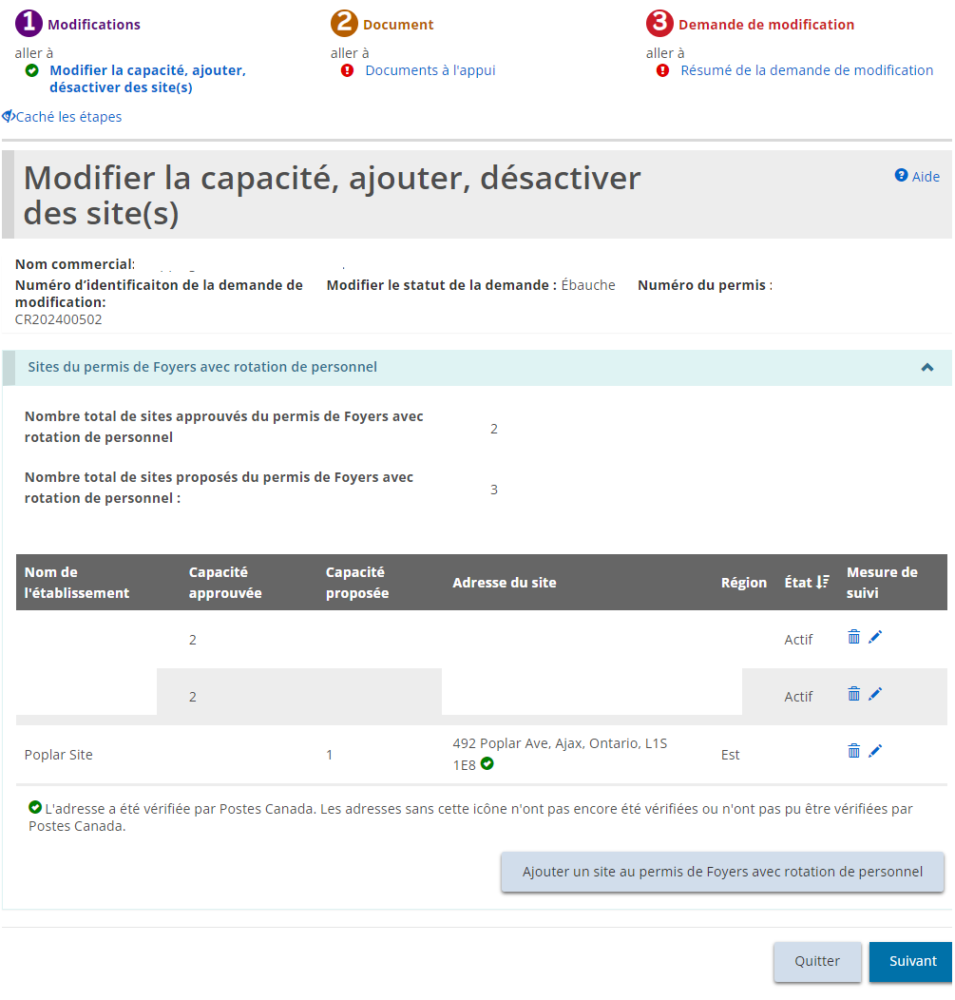 1 Modifications
aller à
Modifier la capacité, ajouter,
désactiver des site(s)
2 Document
aller à
Documents à l'appui
3 Demande de modification
aller à
Résumé de la demande de modification
Caché les étapes
Modifier la capacité, ajouter, désactiver
des site(s)
Aide
Nom commercial:
Numéro d’identificaiton de la demande de
modification:
CR202400502
Modifier le statut de la demande : Ébauche
Numéro du permis :
Sites du permis de Foyers avec rotation de personnel
Nombre total de sites approuvés du permis de Foyers avec
rotation de personnel
2
Nombre total de sites proposés du permis de Foyers avec
rotation de personnel :
3
Nom de
l'établissement
Capacité
approuvée
Capacité
proposée
Adresse du site
Région
État
Mesure de
suivi
2 Actif
2 Actif
Poplar Site
1
492 Poplar Ave, Ajax, Ontario, L1S
1E8
Est
L'adresse a été vérifiée par Postes Canada. Les adresses sans cette icône n'ont pas encore été vérifiées ou n'ont pas pu être vérifiées par
Postes Canada.
Ajouter un site au permis de Foyers avec rotation de personnel
Quitter
Suivant